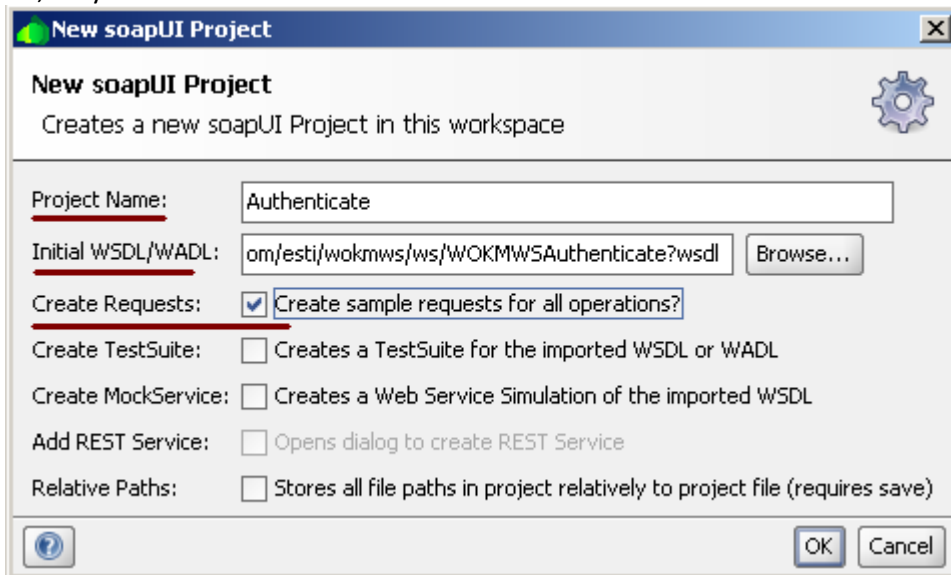 New soapUI Project
New soapUI Project
Creates a new soapUI Project in this workspace
Project Name: Authenticate
Initial WSDL/WADL: om/esti/wokmws/ws/WOKMWSAuthenticate?wsdl Browse...
Create Requests: Create sample requests for all operations?
Create TestSuite: Creates a TestSuite for the imported WSDL or WADL
Create MockService: Creates a Web Service Simulation of the imported WSDL
Add REST Service: Opens dialog to create REST Service
Relative Paths: Stores all file paths in project relatively to project file (requires save)
OK Cancel